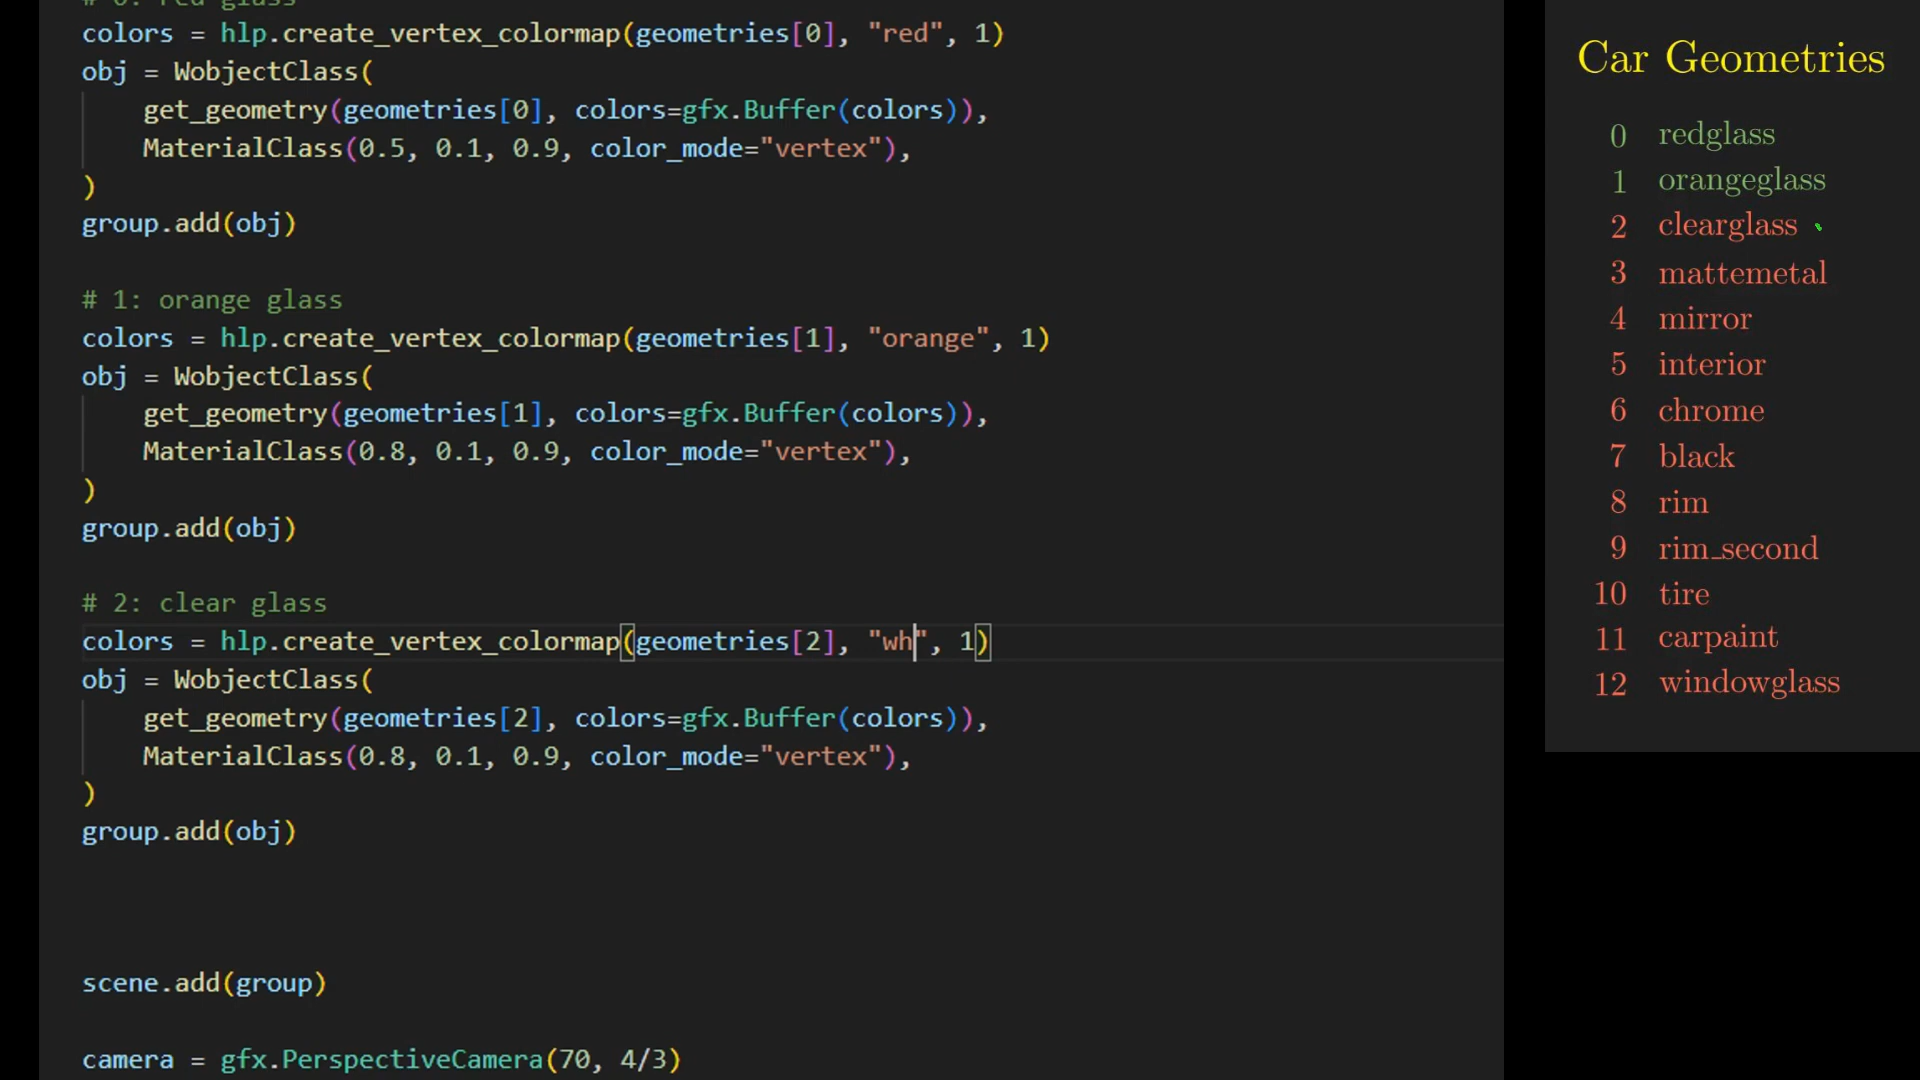 # 0: red glass
colors = hlp.create_vertex_colormap(geometries[0], "red", 1)
obj = WobjectClass(
get_geometry(geometries[0], colors=gfx.Buffer(colors)),
MaterialClass(0.5, 0.1, 0.9, color_mode="vertex"),
)
group.add(obj)
# 1: orange glass
colors = hlp.create_vertex_colormap(geometries[1], "orange", 1)
obj = WobjectClass(
get_geometry(geometries[1], colors=gfx.Buffer(colors)),
MaterialClass(0.8, 0.1, 0.9, color_mode="vertex"),
)
group.add(obj)
# 2: clear glass
colors = hlp.create_vertex_colormap(geometries[2], "wh", 1)
obj = WobjectClass(
get_geometry(geometries[2], colors=gfx.Buffer(colors)),
MaterialClass(0.8, 0.1, 0.9, color_mode="vertex"),
)
group.add(obj)
scene.add(group)
camera = gfx.PerspectiveCamera(70, 4/3)
Car Geometries
0 redglass
1 orangeglass
2 clearglass
3 mattemetal
4 mirror
5 interior
6 chrome
7 black
8 rim
9 rim_second
10 tire
11 carpaint
12 windowglass